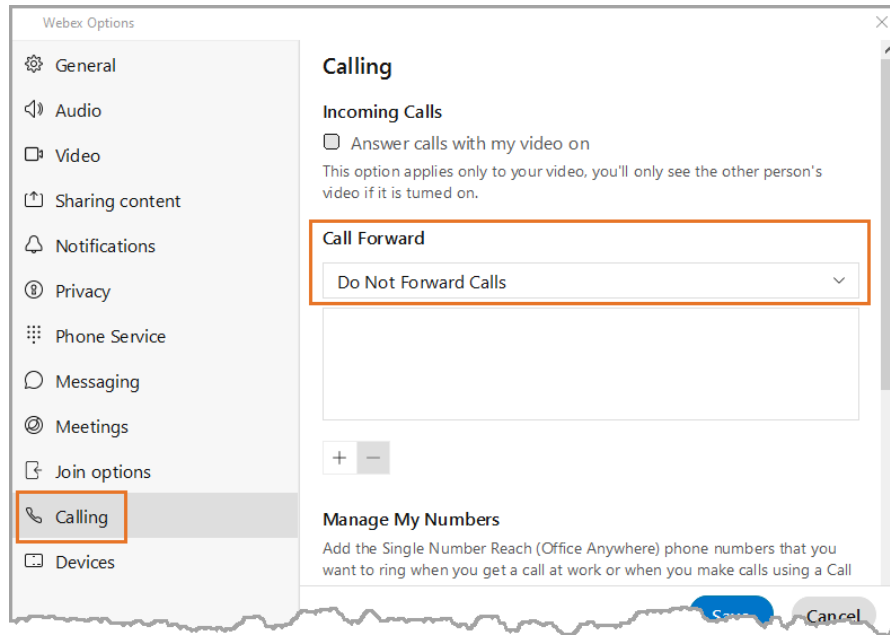 Webex Options
General
Audio
Video
Sharing content
Notifications
Privacy
Phone Service
Messaging
Meetings
Join options
Calling
Devices
Calling
Incoming Calls
Answer calls with my video on
This option applies only to your video, you'll only see the other person's
video if it is turned on.
Call Forward
Do Not Forward Calls
Manage My Numbers
Add the Single Number Reach (Office Anywhere) phone numbers that you
want to ring when you get a call at work or when you make calls using a Call
Save
Cancel